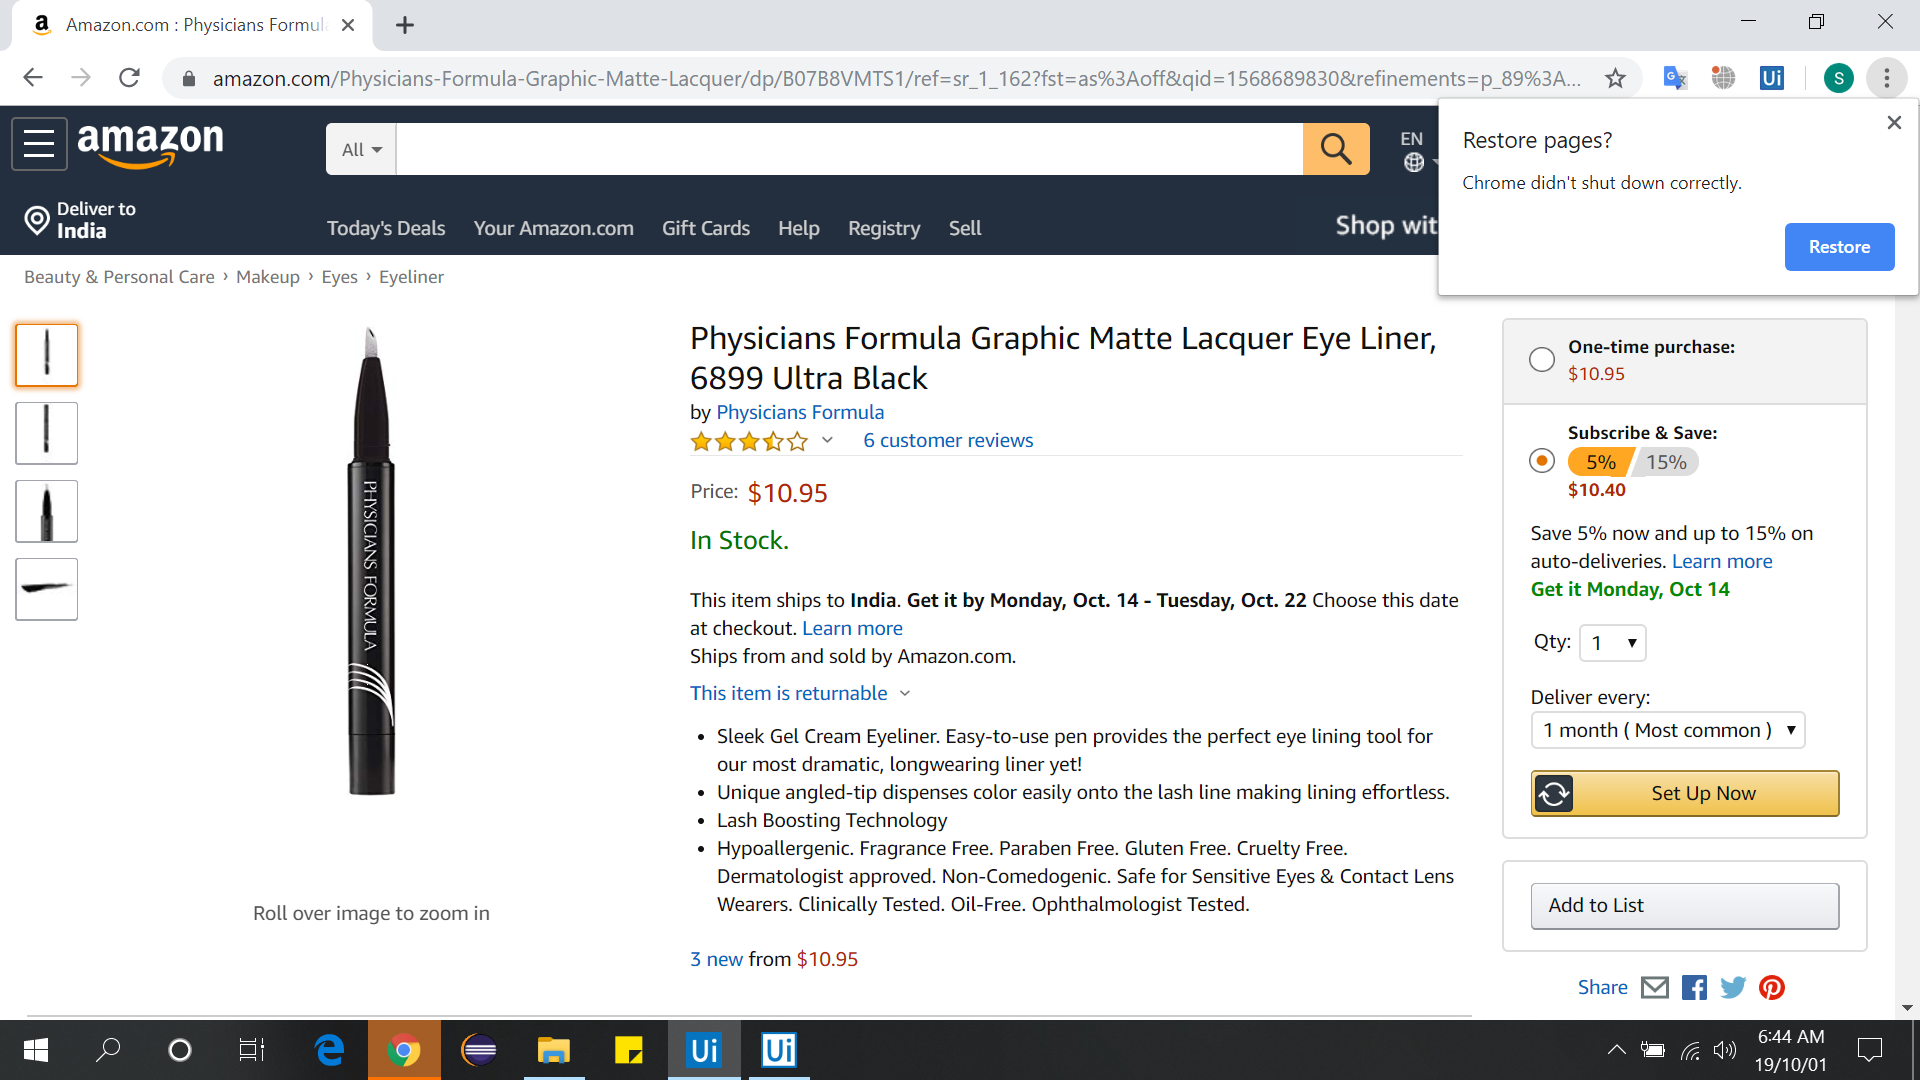 Amazon.com : Physicians Formul
amazon.com/Physicians-Formula-Graphic-Matte-Lacquer/dp/B07B8VMTS1/ref=sr_1_162?fst=as%3Aoff&qid=1568689830&refinements=p_89%3A...
S
Ui
Restore pages?
Chrome didn't shut down correctly.
Restore
amazon
All
EN
Deliver to
India
Today's Deals
Your Amazon.com
Gift Cards
Help
Registry
Sell
Shop wit
Beauty & Personal Care › Makeup › Eyes › Eyeliner
PHYSICIANS FORMULA
Roll over image to zoom in
Physicians Formula Graphic Matte Lacquer Eye Liner,
6899 Ultra Black
by Physicians Formula
6 customer reviews
Price: $10.95
In Stock.
This item ships to India. Get it by Monday, Oct. 14 - Tuesday, Oct. 22 Choose this date
at checkout. Learn more
Ships from and sold by Amazon.com.
This item is returnable
• Sleek Gel Cream Eyeliner. Easy-to-use pen provides the perfect eye lining tool for
our most dramatic, longwearing liner yet!
• Unique angled-tip dispenses color easily onto the lash line making lining effortless.
• Lash Boosting Technology
• Hypoallergenic. Fragrance Free. Paraben Free. Gluten Free. Cruelty Free.
Dermatologist approved. Non-Comedogenic. Safe for Sensitive Eyes & Contact Lens
Wearers. Clinically Tested. Oil-Free. Ophthalmologist Tested.
3 new from $10.95
One-time purchase:
$10.95
Subscribe & Save:
5% 15%
$10.40
Save 5% now and up to 15% on
auto-deliveries. Learn more
Get it Monday, Oct 14
Qty: 1
Deliver every:
1 month ( Most common )
Set Up Now
Add to List
Share
Ui
Ui
6:44 AM
19/10/01